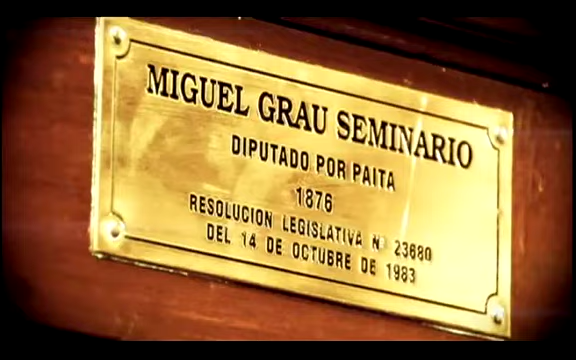 MIGUEL GRAU SEMINARIO
DIPUTADO POR PAITA
1876
RESOLUCION LEGISLATIVA Nº 23680
DEL 14 DE OCTUBRE DE 1983